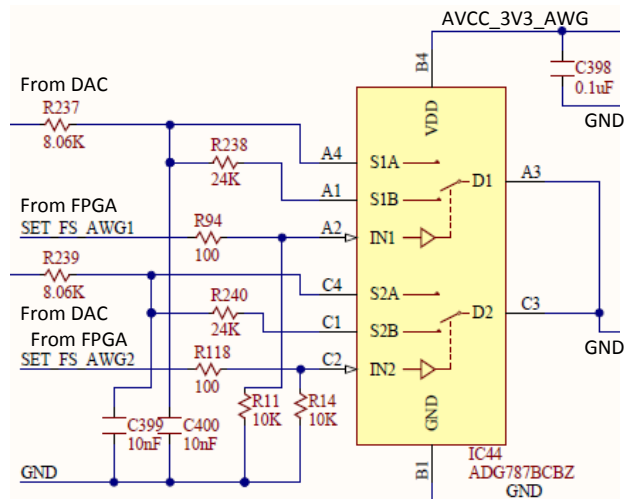 AVCC_3V3_AWG
B4
C398
0.1uF
GND
From DAC
R237
8.06K
VDD
R238
24K
A4
S1A
A1
S1B
D1
A3
From FPGA
SET_FS_AWG1
R94
100
A2
IN1
R239
8.06K
C4
S2A
R240
24K
C1
S2B
D2
C3
From DAC
From FPGA
SET_FS_AWG2
R118
100
C2
IN2
GND
C399
10nF
C400
10nF
R11
10K
R14
10K
GND
GND
B1
IC44
ADG787BCBZ
GND